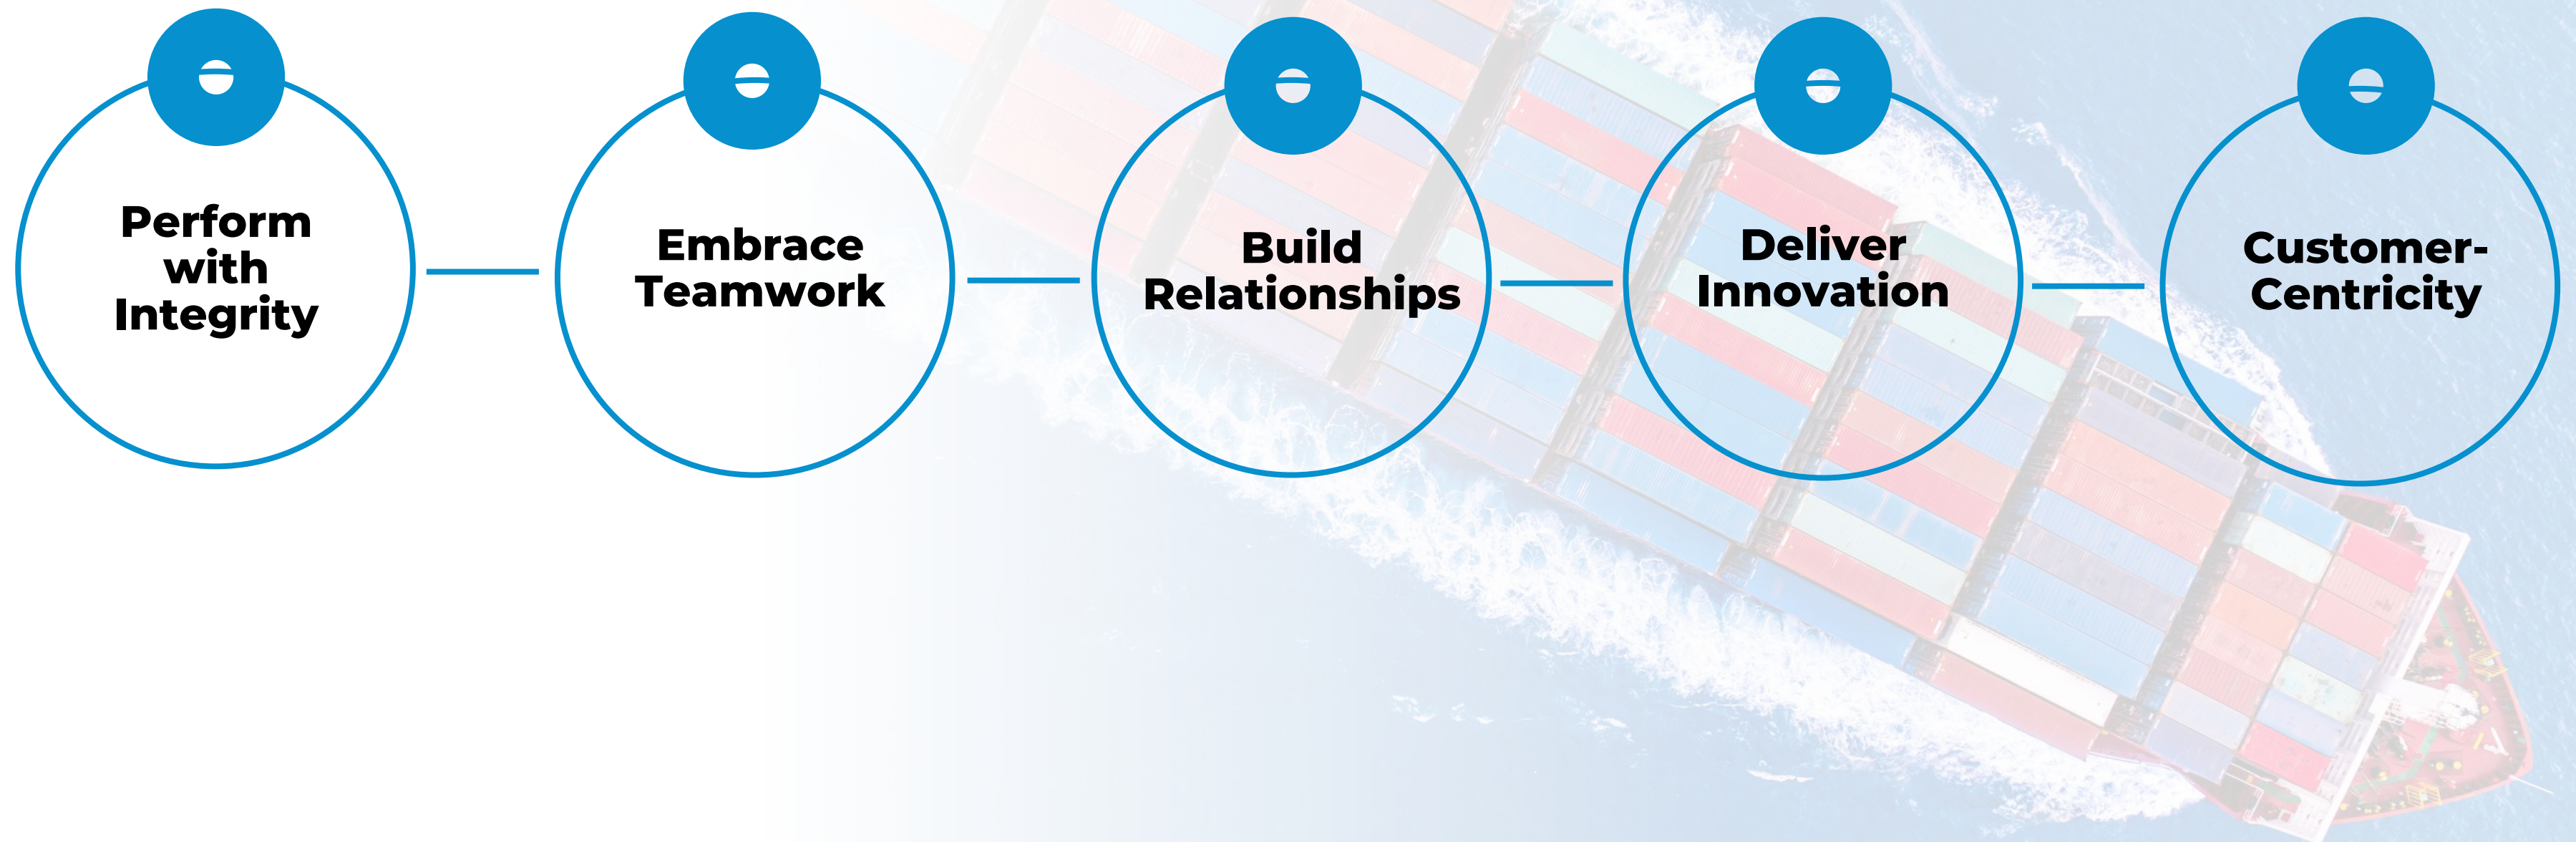 Perform
with
Integrity
Embrace
Teamwork
Build
Relationships
Deliver
Innovation
Customer-
Centricity